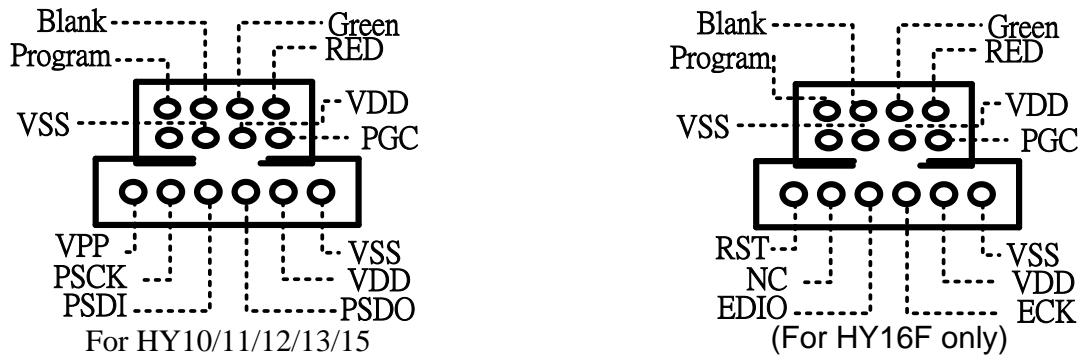 Blank
Green
Program
RED
VDD
VSS
PGC
VPP
VSS
PSCK
VDD
PSDI
PSDO
For HY10/11/12/13/15
Blank
Green
Program
RED
VDD
VSS
PGC
RST
VSS
NC
VDD
EDIO
ECK
(For HY16F only)